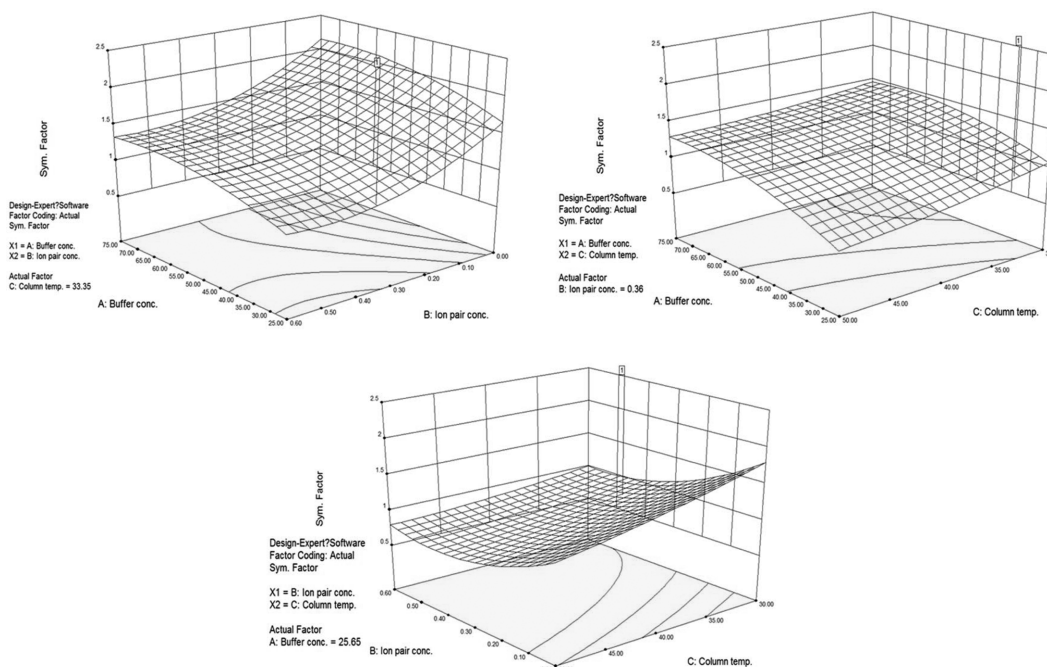 2.5
2
1.5
1
0.5
Sym. Factor
1
Design-Expert?Software
Factor Coding: Actual
Sym. Factor
X1 = A: Buffer conc.
X2 = B: Ion pair conc.
Actual Factor
C: Column temp. = 33.35
75.00
70.00
65.00
60.00
55.00
50.00
45.00
40.00
35.00
30.00
25.00
0.60
0.50
0.40
0.30
0.20
0.10
0.00
A: Buffer conc.
B: Ion pair conc.
2.5
2
1.5
1
0.5
Sym. Factor
1
Design-Expert?Software
Factor Coding: Actual
Sym. Factor
X1 = A: Buffer conc.
X2 = C: Column temp.
Actual Factor
B: Ion pair conc. = 0.36
75.00
70.00
65.00
60.00
55.00
50.00
45.00
40.00
35.00
30.00
25.00
50.00
45.00
40.00
35.00
A: Buffer conc.
C: Column temp.
2.5
2
1.5
1
0.5
Sym. Factor
1
Design-Expert?Software
Factor Coding: Actual
Sym. Factor
X1 = B: Ion pair conc.
X2 = C: Column temp.
Actual Factor
A: Buffer conc. = 25.65
0.60
0.50
0.40
0.30
0.20
0.10
45.00
40.00
35.00
30.00
B: Ion pair conc.
C: Column temp.